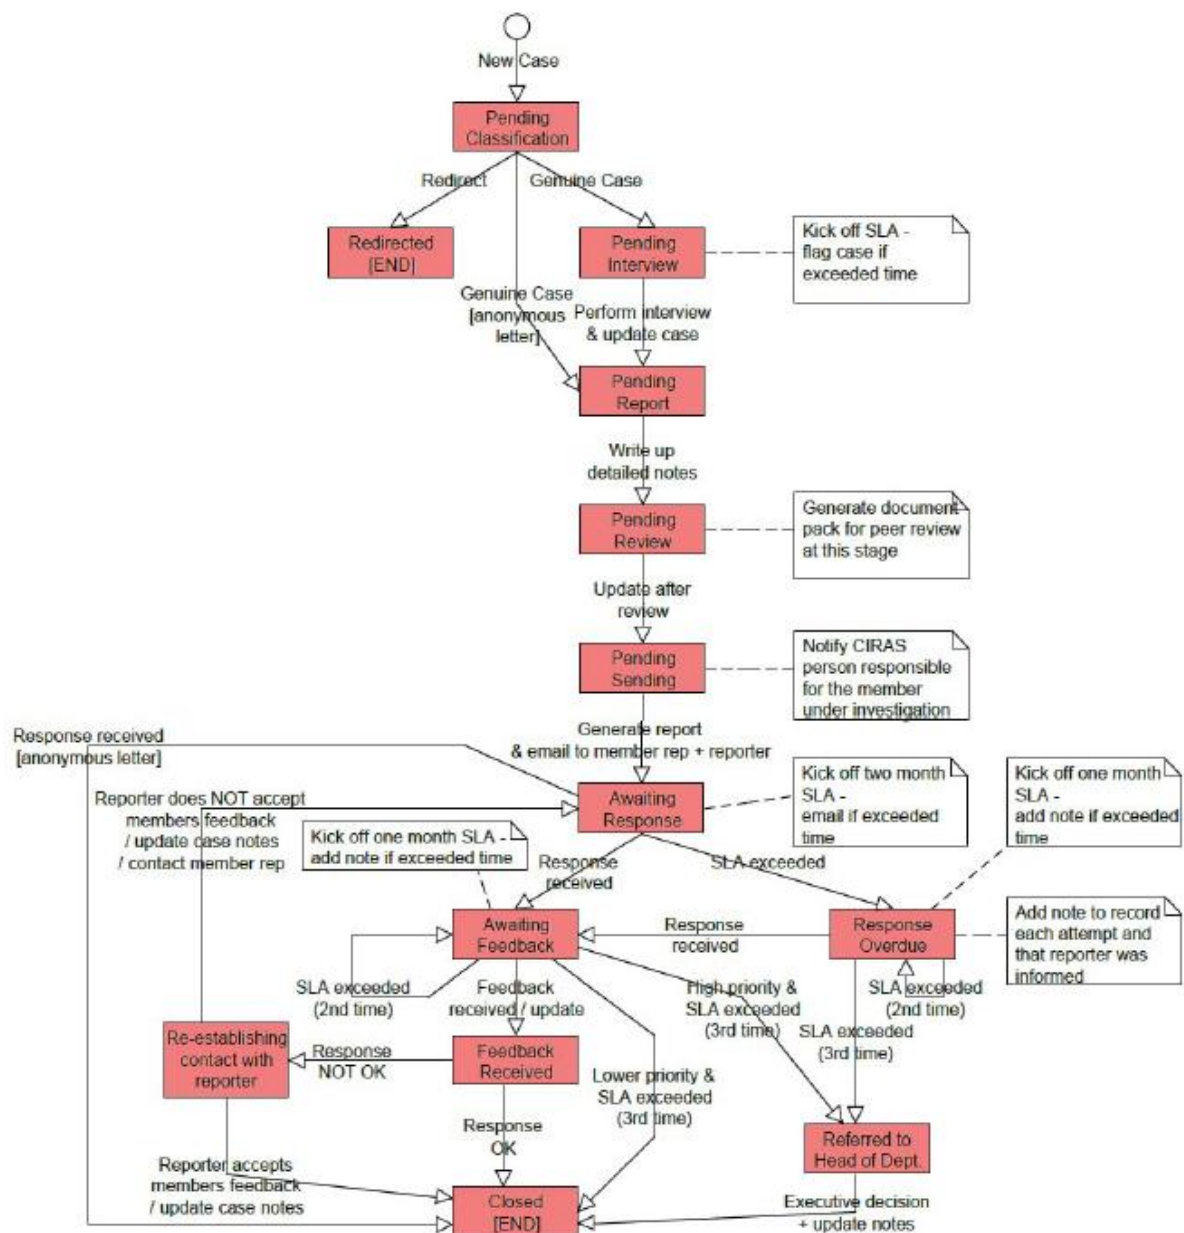 New Case
Pending
Classification
Redirect
Genuine Case
Redirected
[END]
Pending
Interview
Kick off SLA -
flag case if
exceeded time
Genuine Case
[anonymous
letter]
Perform interview
& update case
Pending
Report
Write up
detailed notes
Pending
Review
Generate document
pack for peer review
at this stage
Update after
review
Pending
Sending
Notify CIRAS
person responsible
for the member
under investigation
Response received
[anonymous letter]
Generate report
& email to member rep + reporter
Kick off two month
SLA -
email if exceeded
time
Kick off one month
SLA -
add note if exceeded
time
Reporter does NOT accept
members feedback
/ update case notes
/ contact member rep
Awaiting
Response
Kick off one month SLA -
add note if exceeded time
Response
received
SLA exceeded
Awaiting
Feedback
Response
received
Response
Overdue
Add note to record
each attempt and
that reporter was
informed
SLA exceeded
(2nd time)
Feedback
received / update
High priority &
SLA exceeded
(3rd time)
SLA exceeded
(2nd time)
SLA exceeded
(3rd time)
Re-establishing
contact with
reporter
Response
NOT OK
Feedback
Received
Lower priority &
SLA exceeded
(3rd time)
Response
OK
Referred to
Head of Dept.
Reporter accepts
members feedback
/ update case notes
Closed
[END]
Executive decision
+ update notes